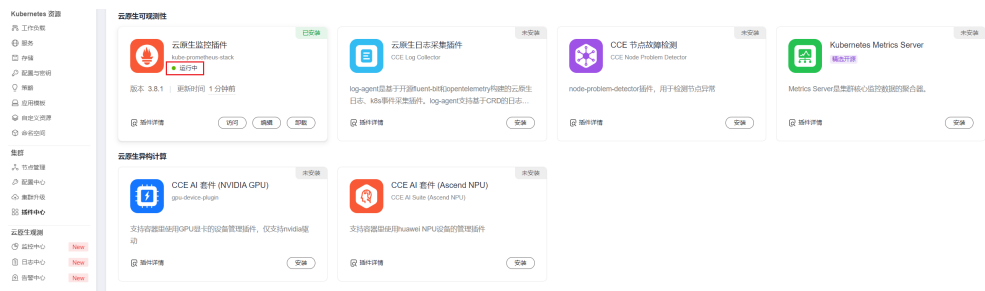 Kubernetes 资源
工作负载
服务
存储
配置与密钥
策略
应用模板
自定义资源
命名空间
集群
节点管理
配置中心
集群升级
插件中心
云原生观测
监控中心 New
日志中心 New
告警中心 New
云原生可观测性
已安装
云原生监控插件
kube-prometheus-stack
运行中
版本 3.8.1 | 更新时间 1 分钟前
插件详情 访问 编辑 卸载
未安装
云原生日志采集插件
CCE Log Collector
log-agent是基于开源fluent-bit和opentelemetry构建的云原生
日志、k8s事件采集插件。log-agent支持基于CRD的日志...
插件详情 安装
未安装
CCE 节点故障检测
CCE Node Problem Detector
node-problem-detector插件，用于检测节点异常
插件详情 安装
未安装
Kubernetes Metrics Server
精选开源
Metrics Server是集群核心监控数据的聚合器。
插件详情 安装
云原生异构计算
未安装
CCE AI 套件 (NVIDIA GPU)
gpu-device-plugin
支持容器里使用GPU显卡的设备管理插件，仅支持nvidia驱
动
插件详情 安装
未安装
CCE AI 套件 (Ascend NPU)
CCE AI Suite (Ascend NPU)
支持容器里使用huawei NPU设备的管理插件
插件详情 安装